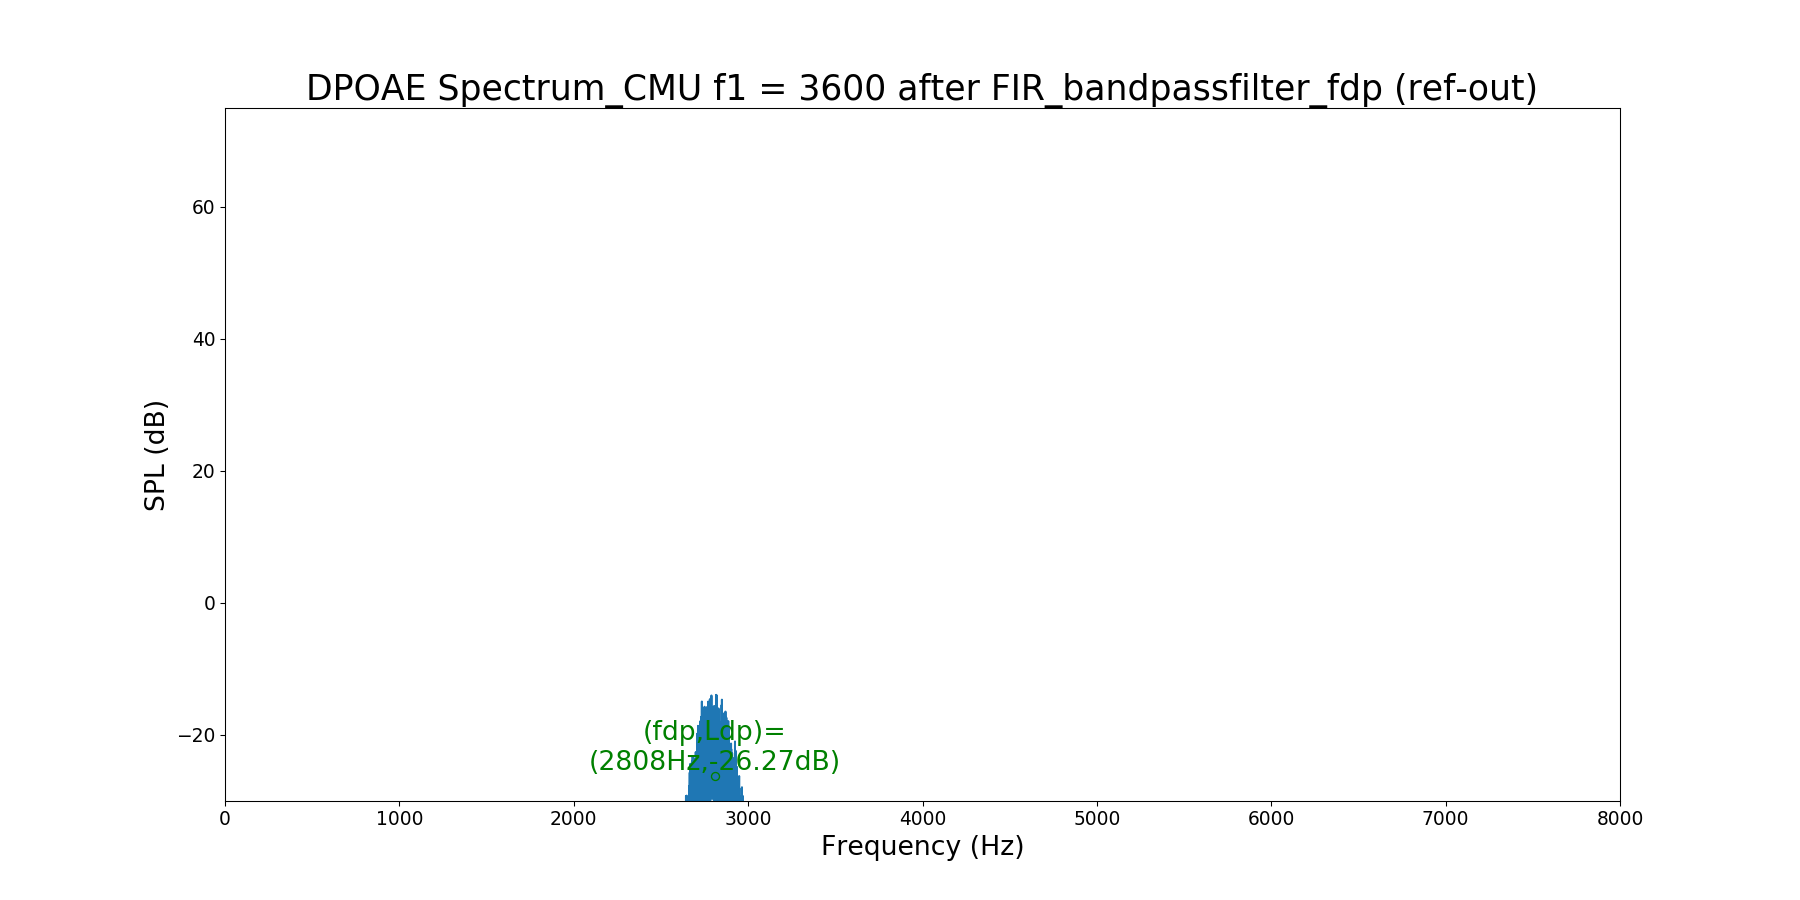 DPOAE Spectrum_CMU f1 = 3600 after FIR_bandpassfilter_fdp (ref-out)
60
40
20
0
−20
SPL (dB)
(fdp,Ldp)=
(2808Hz,-26.27dB)
0 1000 2000 3000 4000 5000 6000 7000 8000
Frequency (Hz)